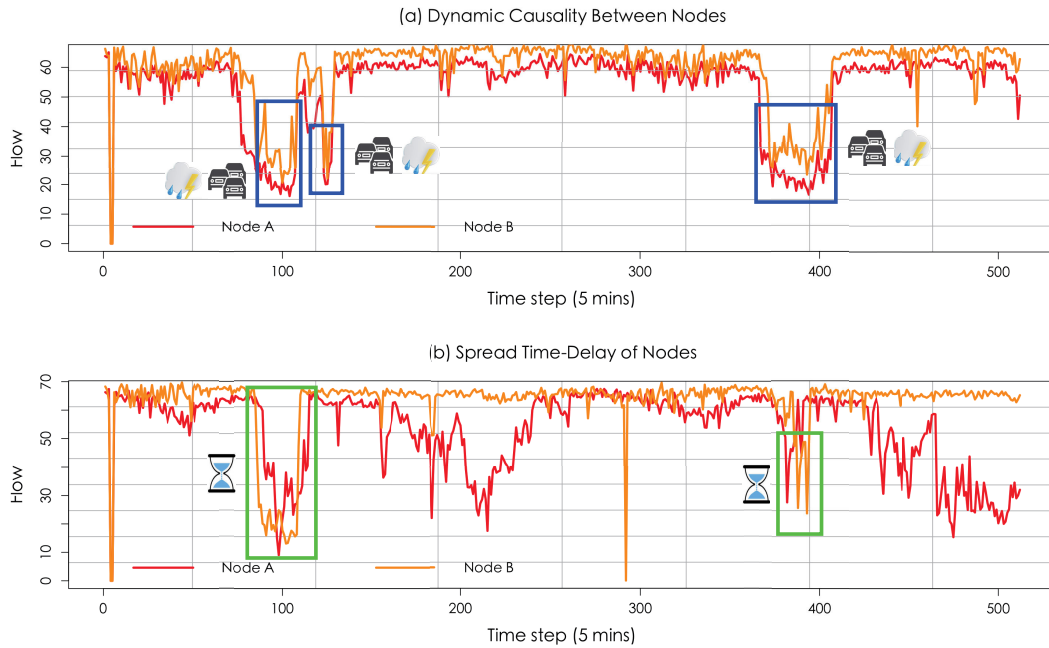 (a) Dynamic Causality Between Nodes
60
50
40
30
20
10
0
Flow
Node A
Node B
0
100
200
300
400
500
Time step (5 mins)
(b) Spread Time-Delay of Nodes
70
50
30
10
0
Flow
Node A
Node B
0
100
200
300
400
500
Time step (5 mins)